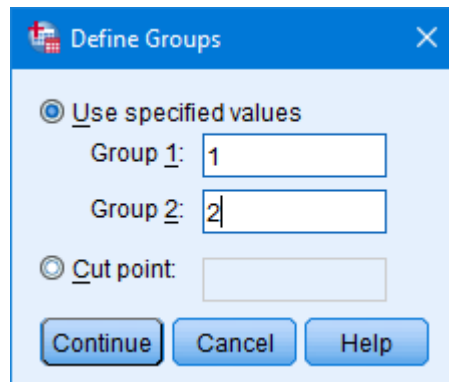 Define Groups
Use specified values
Group 1: 1
Group 2: 2
Cut point:
Continue Cancel Help